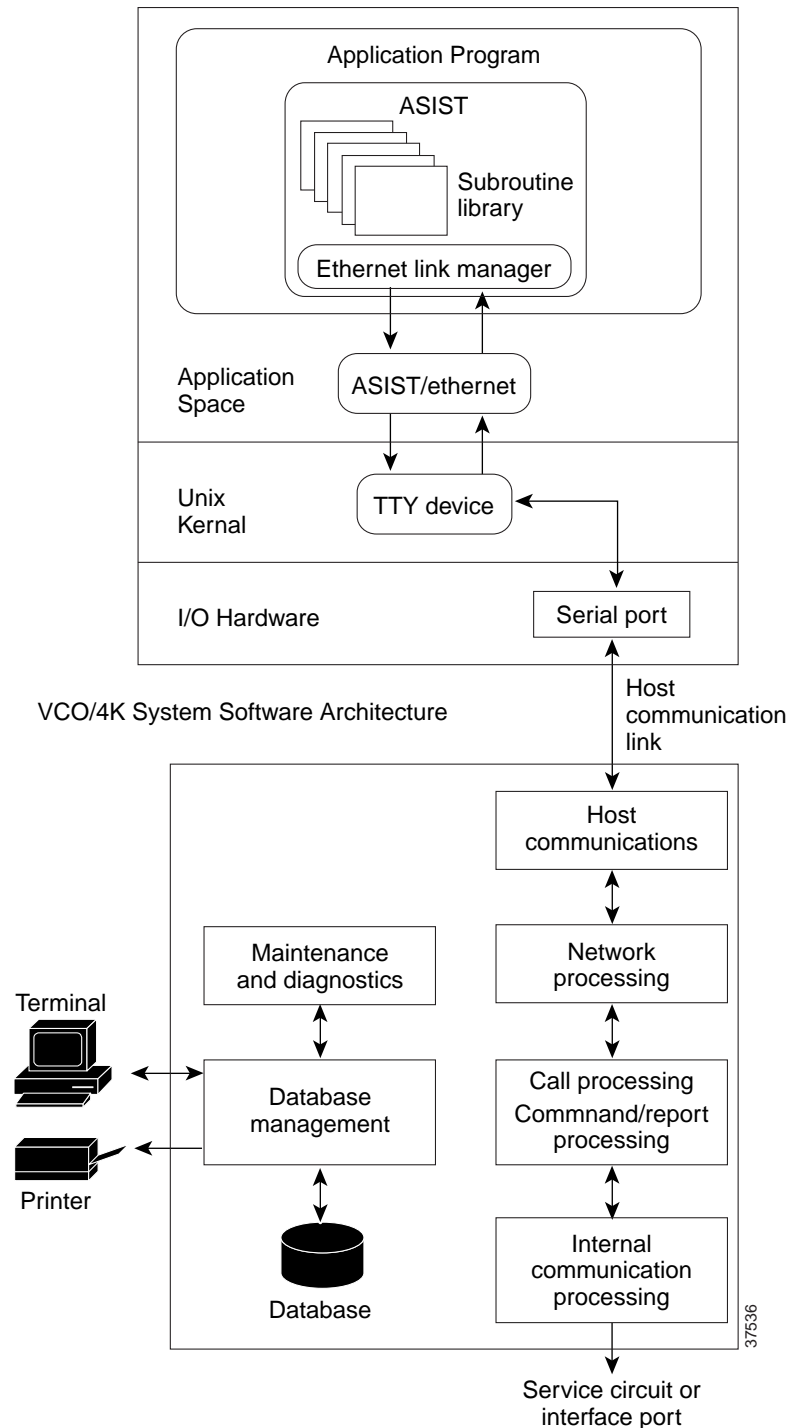 Application Program
ASIST
Subroutine
library
Ethernet link manager
Application
Space
ASIST/ethernet
Unix
Kernal
TTY device
I/O Hardware
Serial port
VCO/4K System Software Architecture
Host
communication
link
Host
communications
Maintenance
and diagnostics
Network
processing
Terminal
Database
management
Call processing
Commnand/report
processing
Printer
Database
Internal
communication
processing
37536
Service circuit or
interface port